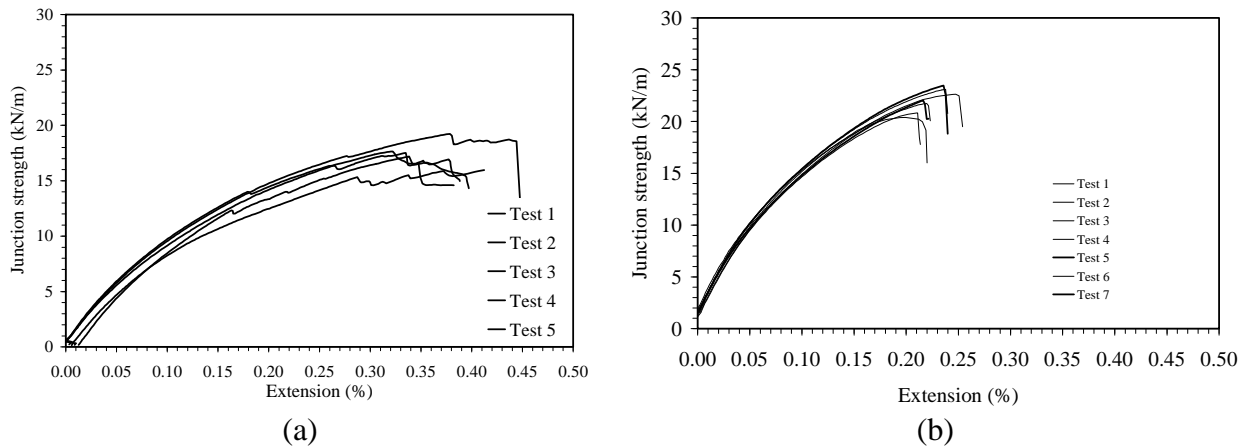 30
25
20
15
10
5
0
Junction strength (kN/m)
0.00 0.05 0.10 0.15 0.20 0.25 0.30 0.35 0.40 0.45 0.50
Extension (%)
Test 1
Test 2
Test 3
Test 4
Test 5
(a)
30
25
20
15
10
5
0
Junction strength (kN/m)
0.00 0.05 0.10 0.15 0.20 0.25 0.30 0.35 0.40 0.45 0.50
Extension (%)
Test 1
Test 2
Test 3
Test 4
Test 5
Test 6
Test 7
(b)